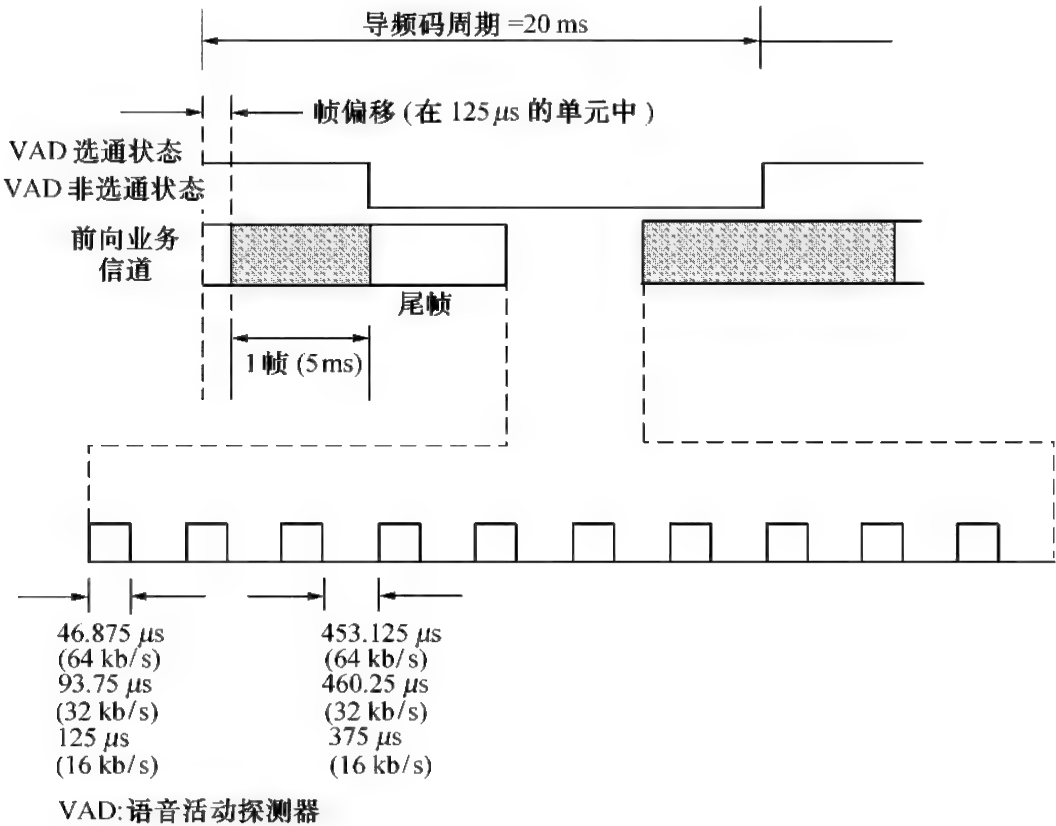 导频码周期=20 ms
帧偏移(在 125μs 的单元中)
VAD 选通状态
VAD 非选通状态
前向业务
信道
尾帧
1帧(5ms)
46.875 μs
(64 kb/s)
93.75 μs
(32 kb/s)
125 μs
(16 kb/s)
453.125 μs
(64 kb/s)
460.25 μs
(32 kb/s)
375 μs
(16 kb/s)
VAD:语音活动探测器